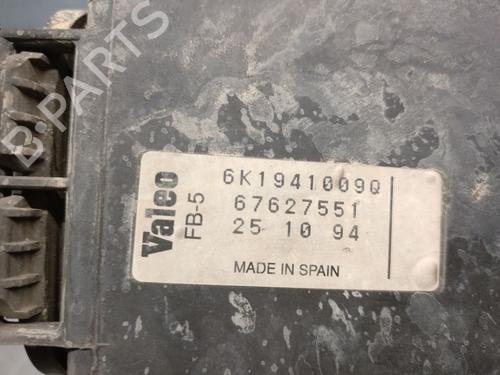 B-PARTS
Valeo
FB-5
6K1941009Q
67627551
25 10 94
MADE IN SPAIN